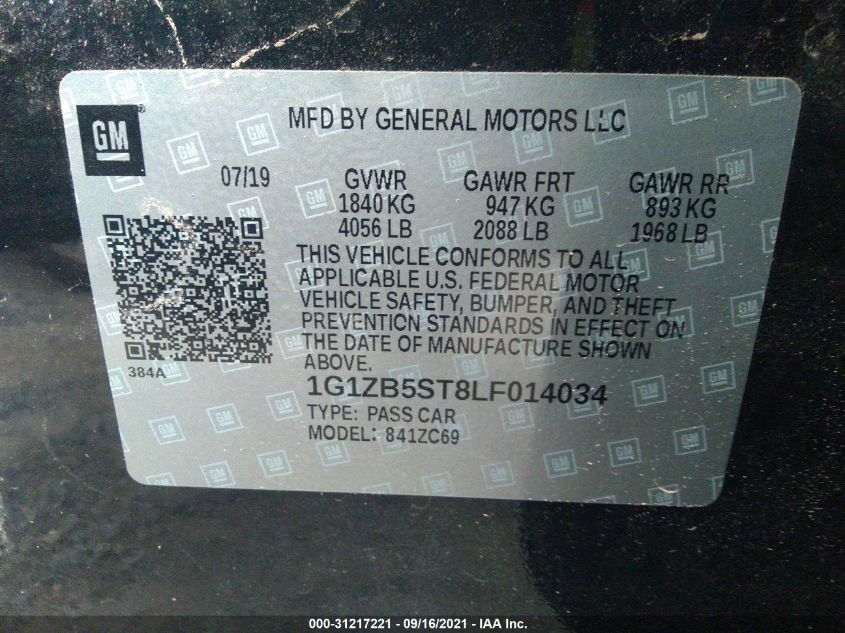 GM
MFD BY GENERAL MOTORS LLC
07/19 GVWR GAWR FRT GAWR RR
1840 KG 947 KG 893 KG
4056 LB 2088 LB 1968 LB
THIS VEHICLE CONFORMS TO ALL
APPLICABLE U.S. FEDERAL MOTOR
VEHICLE SAFETY, BUMPER, AND THEFT
PREVENTION STANDARDS IN EFFECT ON
THE DATE OF MANUFACTURE SHOWN
ABOVE.
384A
1G1ZB5ST8LF014034
TYPE: PASS CAR
MODEL: 841ZC69
000-31217221 - 09/16/2021 - IAA Inc.